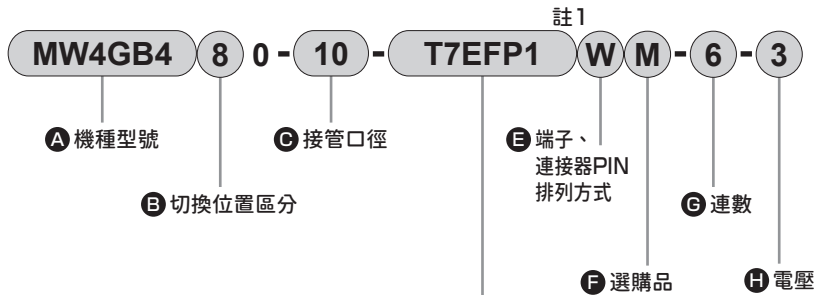 註1
MW4GB4 8 0 - 10 - T7EFP1 W M - 6 - 3
A 機種型號
C 接管口徑
E 端子、
連接器PIN
排列方式
B 切換位置區分
G 連數
F 選購品
H 電壓